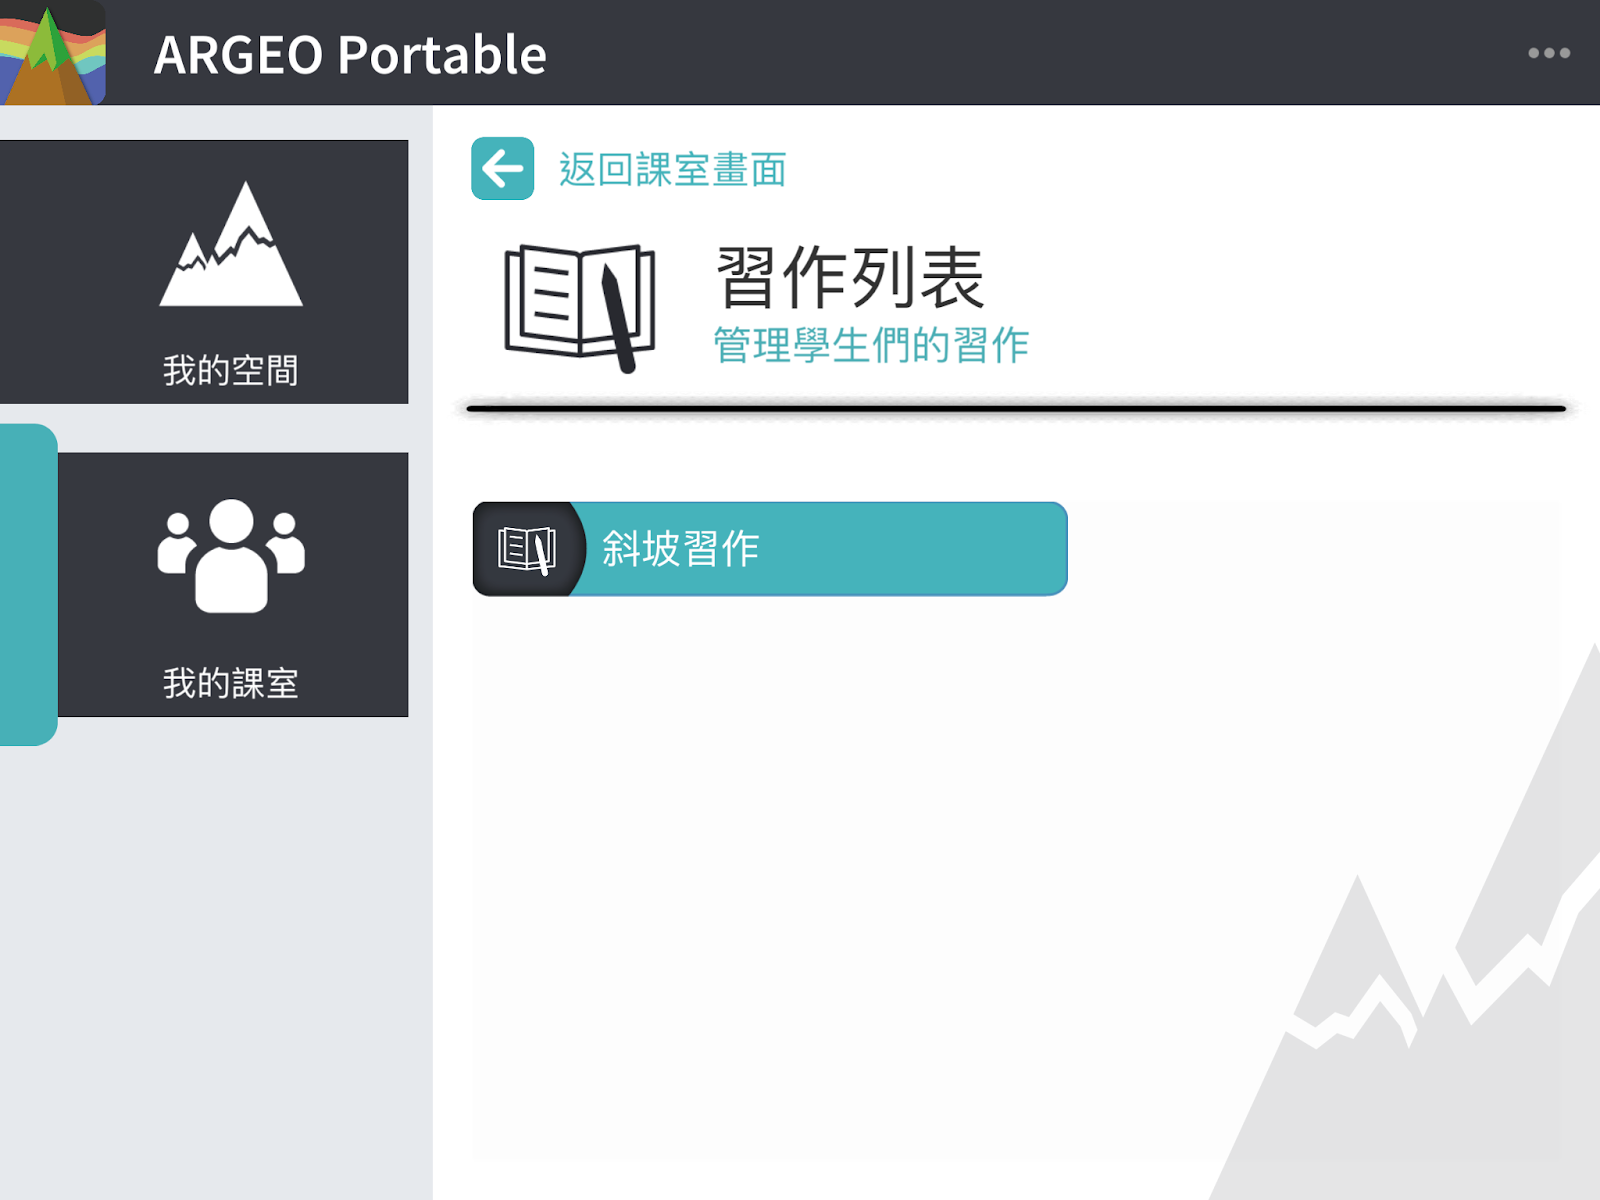 ARGEO Portable
我的空間
我的課室
返回課室畫面
習作列表
管理學生們的習作
斜坡習作